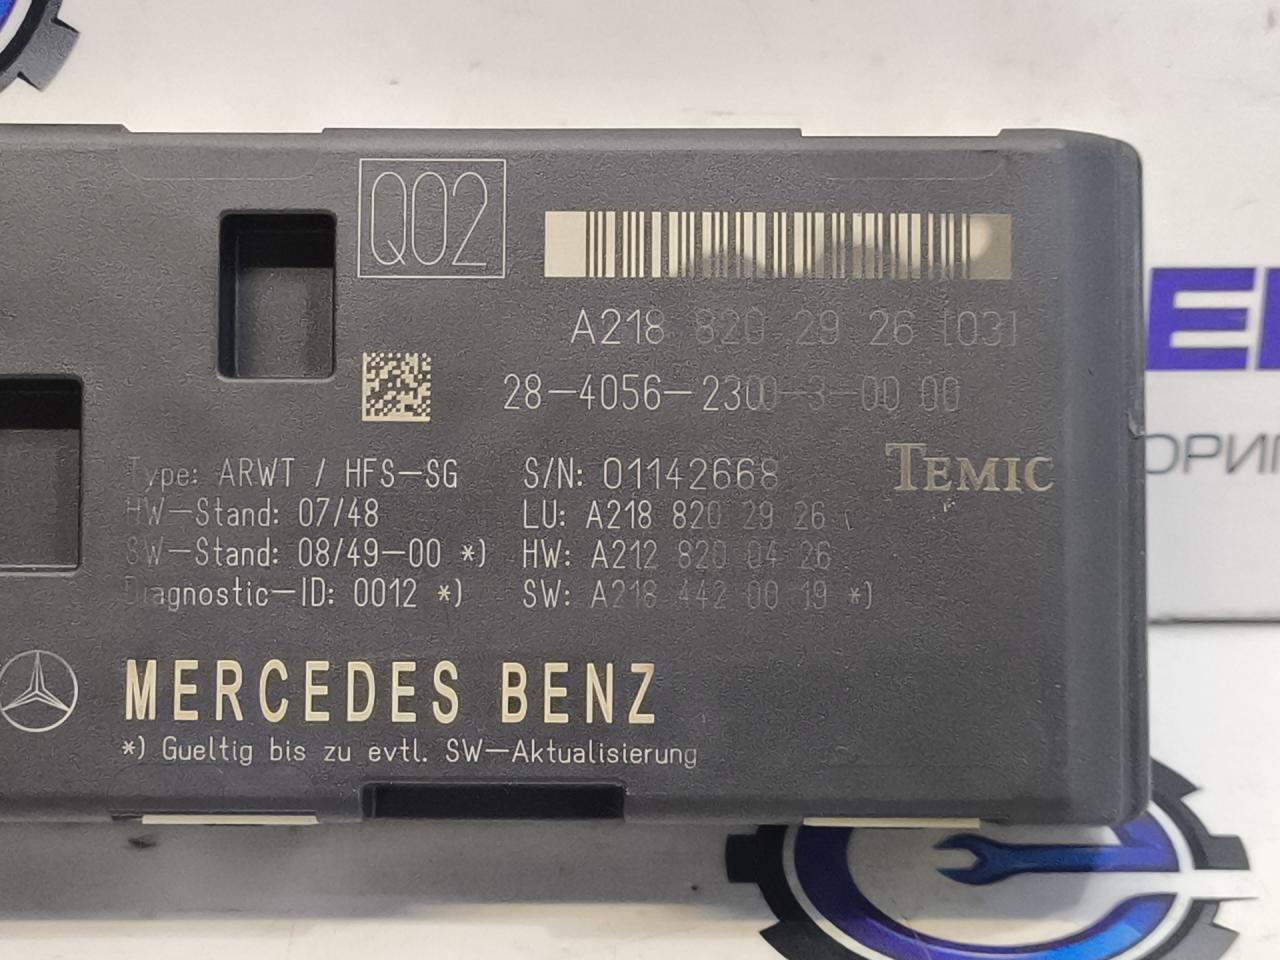 Q02
A218 820 29 26 [03]
28-4056-2300-3-00 00
Type: ARWT / HFS-SG
S/N: 01142668
TEMIC
HW-Stand: 07/48
LU: A218 820 29 26
SW-Stand: 08/49-00 *)
HW: A212 820 04 26
Diagnostic-ID: 0012 *)
SW: A218 442 00 19 *)
MERCEDES BENZ
*) Gueltig bis zu evtl. SW-Aktualisierung